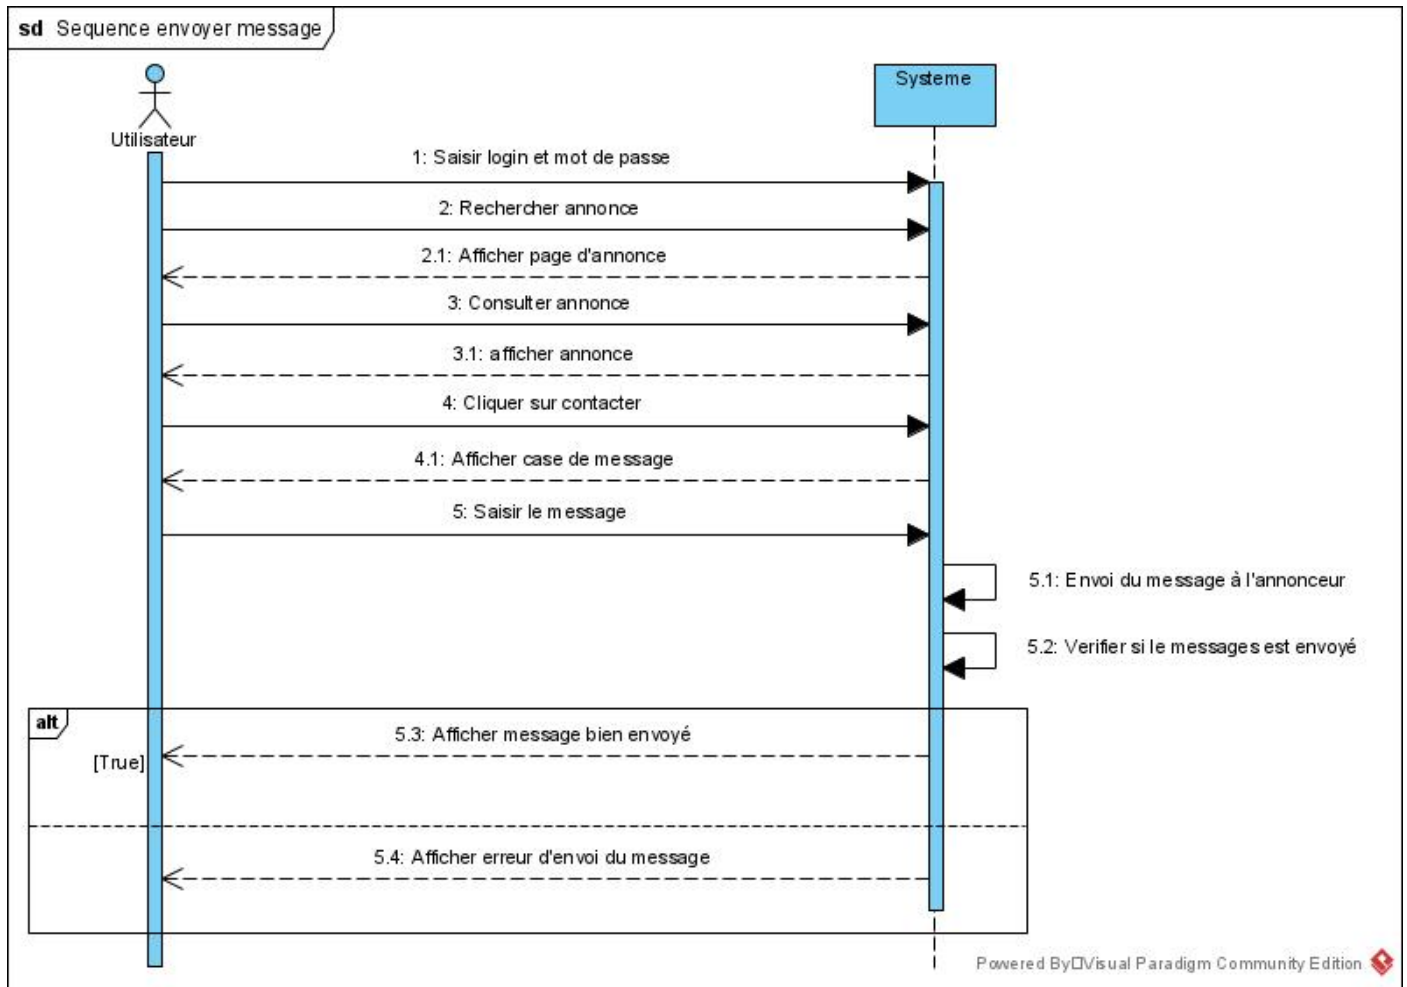 sd Sequence envoyer message
Systeme
Utilisateur
1: Saisir login et mot de passe
2: Rechercher annonce
2.1: Afficher page d'annonce
3: Consulter annonce
3.1: afficher annonce
4: Cliquer sur contacter
4.1: Afficher case de message
5: Saisir le message
5.1: Envoi du message à l'annonceur
5.2: Verifier si le messages est envoyé
alt
5.3: Afficher message bien envoyé
[True]
5.4: Afficher erreur d'envoi du message
Powered By□Visual Paradigm Community Edition